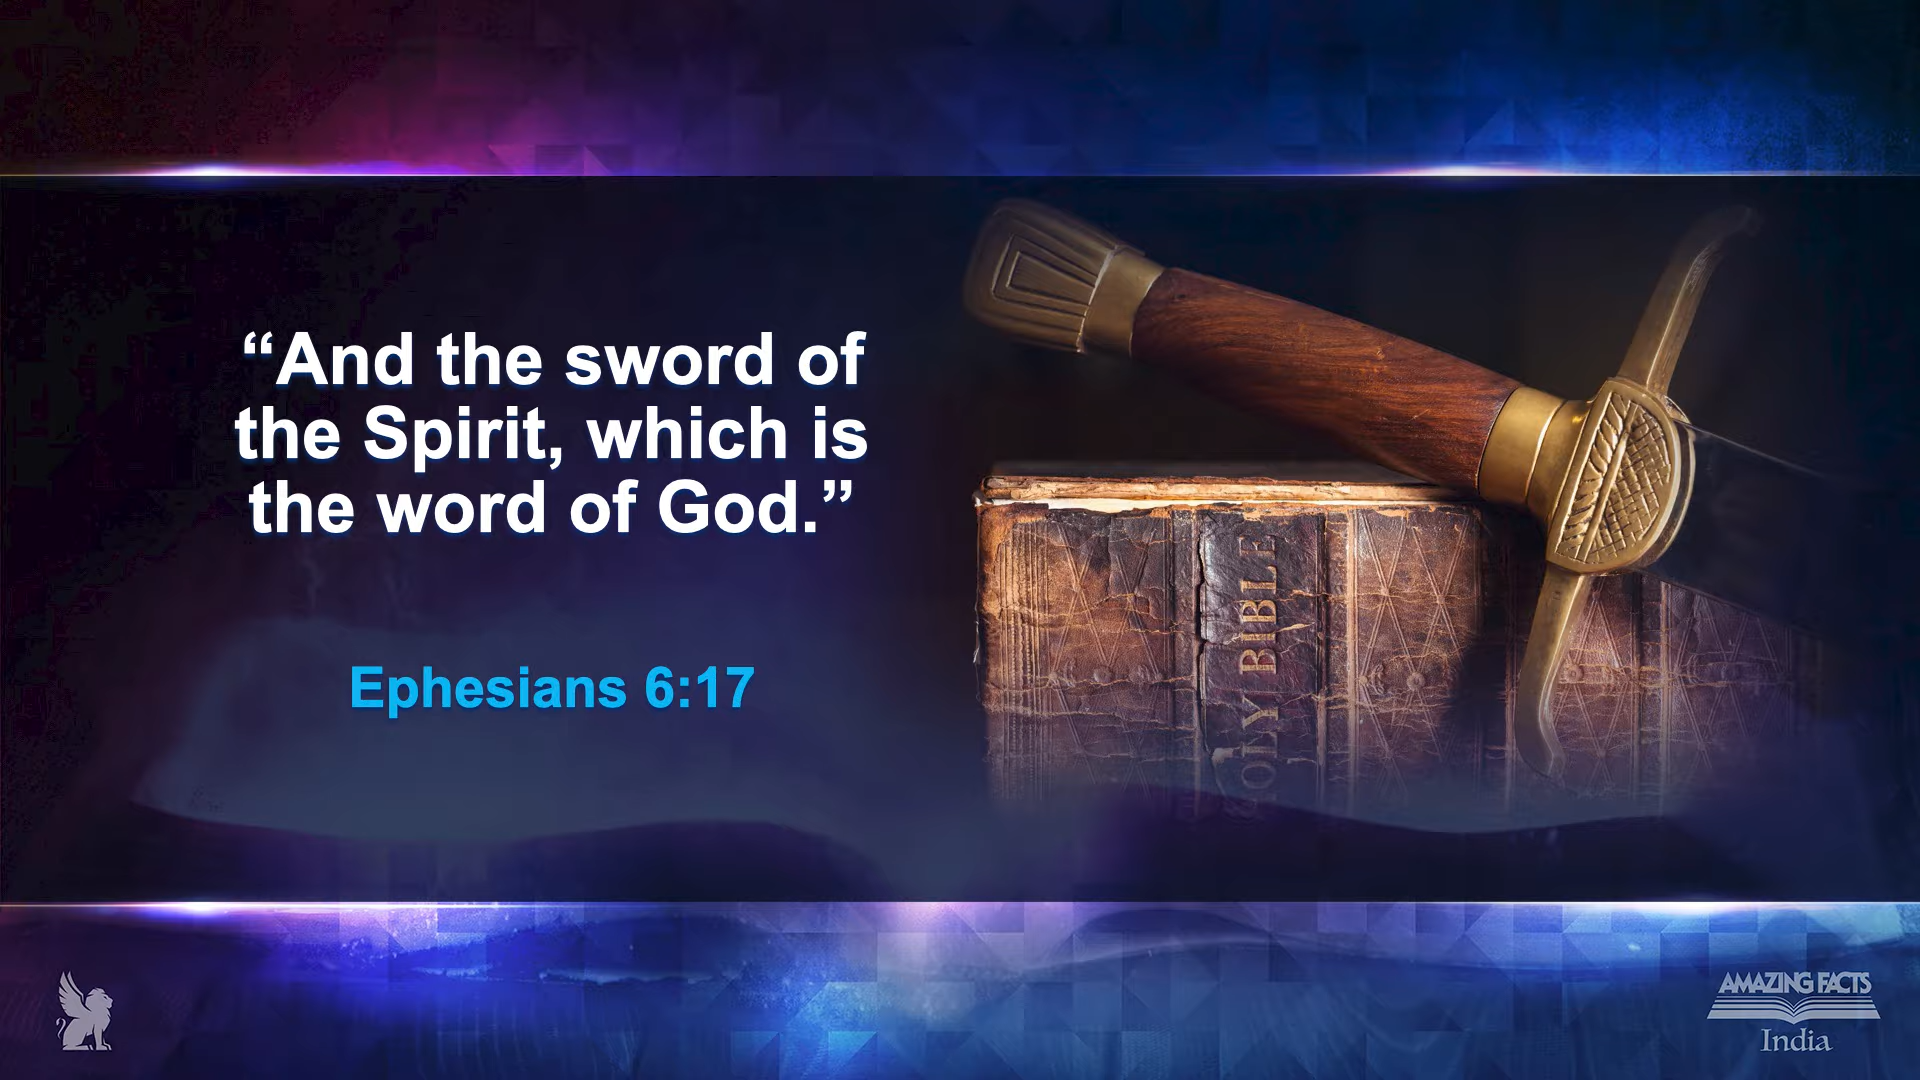 “And the sword of
the Spirit, which is
the word of God.”
Ephesians 6:17
HOLY BIBLE
AMAZING FACTS
India